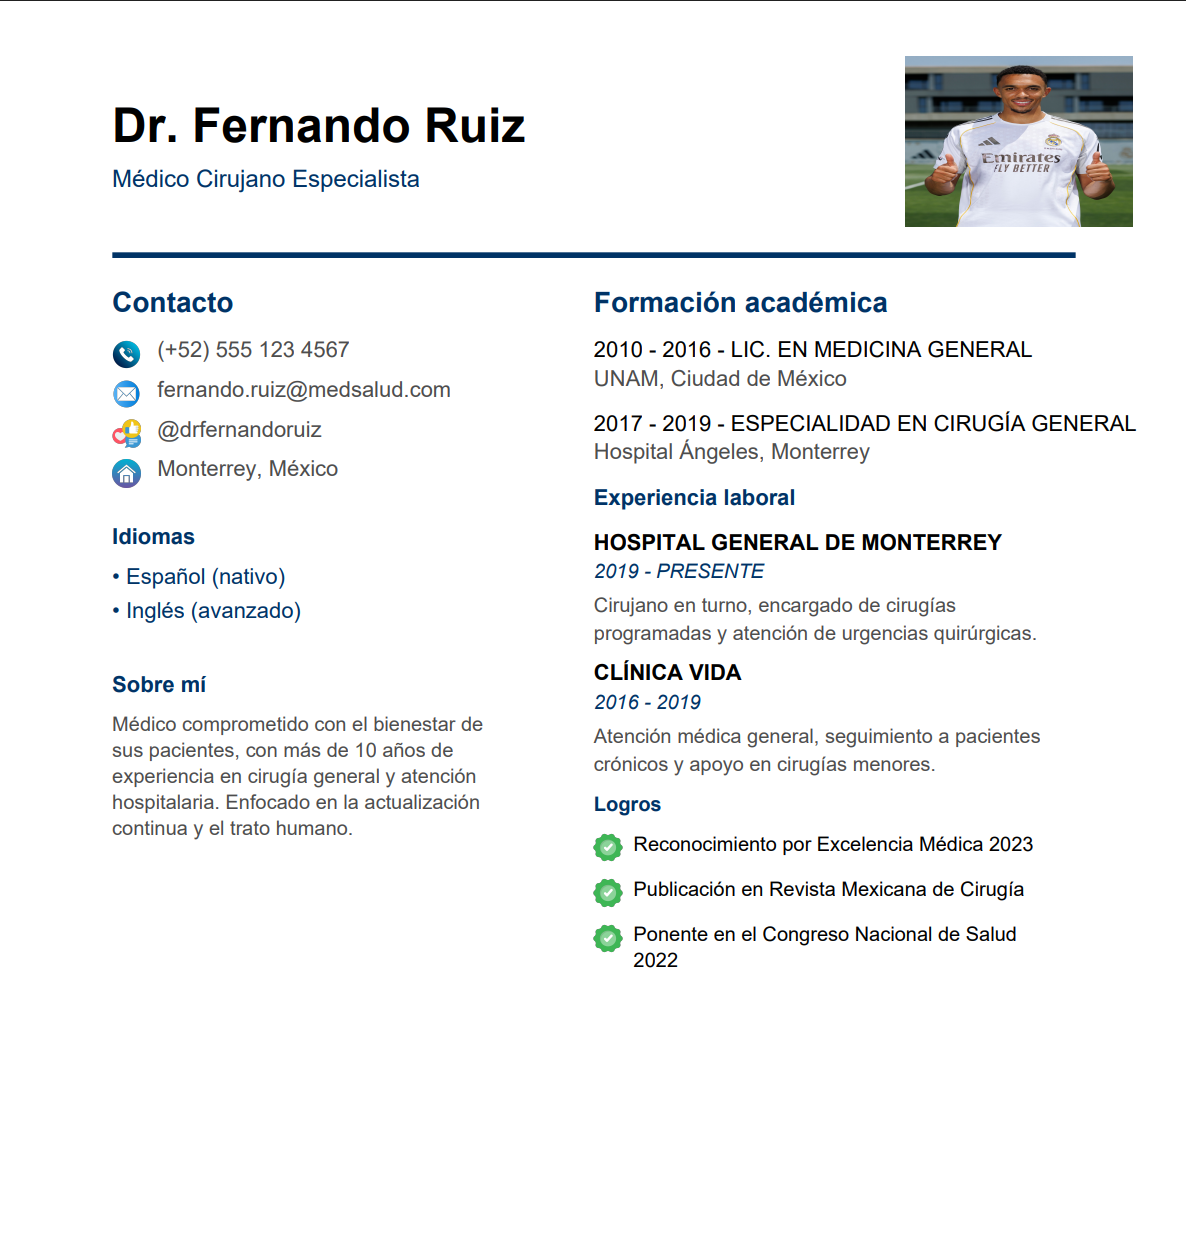 Dr. Fernando Ruiz
Médico Cirujano Especialista
Emirates
FLY BETTER
Contacto
(+52) 555 123 4567
fernando.ruiz@medsalud.com
@drfernandoruiz
Monterrey, México
Idiomas
• Español (nativo)
• Inglés (avanzado)
Sobre mí
Médico comprometido con el bienestar de
sus pacientes, con más de 10 años de
experiencia en cirugía general y atención
hospitalaria. Enfocado en la actualización
continua y el trato humano.
Formación académica
2010 - 2016 - LIC. EN MEDICINA GENERAL
UNAM, Ciudad de México
2017 - 2019 - ESPECIALIDAD EN CIRUGÍA GENERAL
Hospital Ángeles, Monterrey
Experiencia laboral
HOSPITAL GENERAL DE MONTERREY
2019 - PRESENTE
Cirujano en turno, encargado de cirugías
programadas y atención de urgencias quirúrgicas.
CLÍNICA VIDA
2016 - 2019
Atención médica general, seguimiento a pacientes
crónicos y apoyo en cirugías menores.
Logros
Reconocimiento por Excelencia Médica 2023
Publicación en Revista Mexicana de Cirugía
Ponente en el Congreso Nacional de Salud
2022